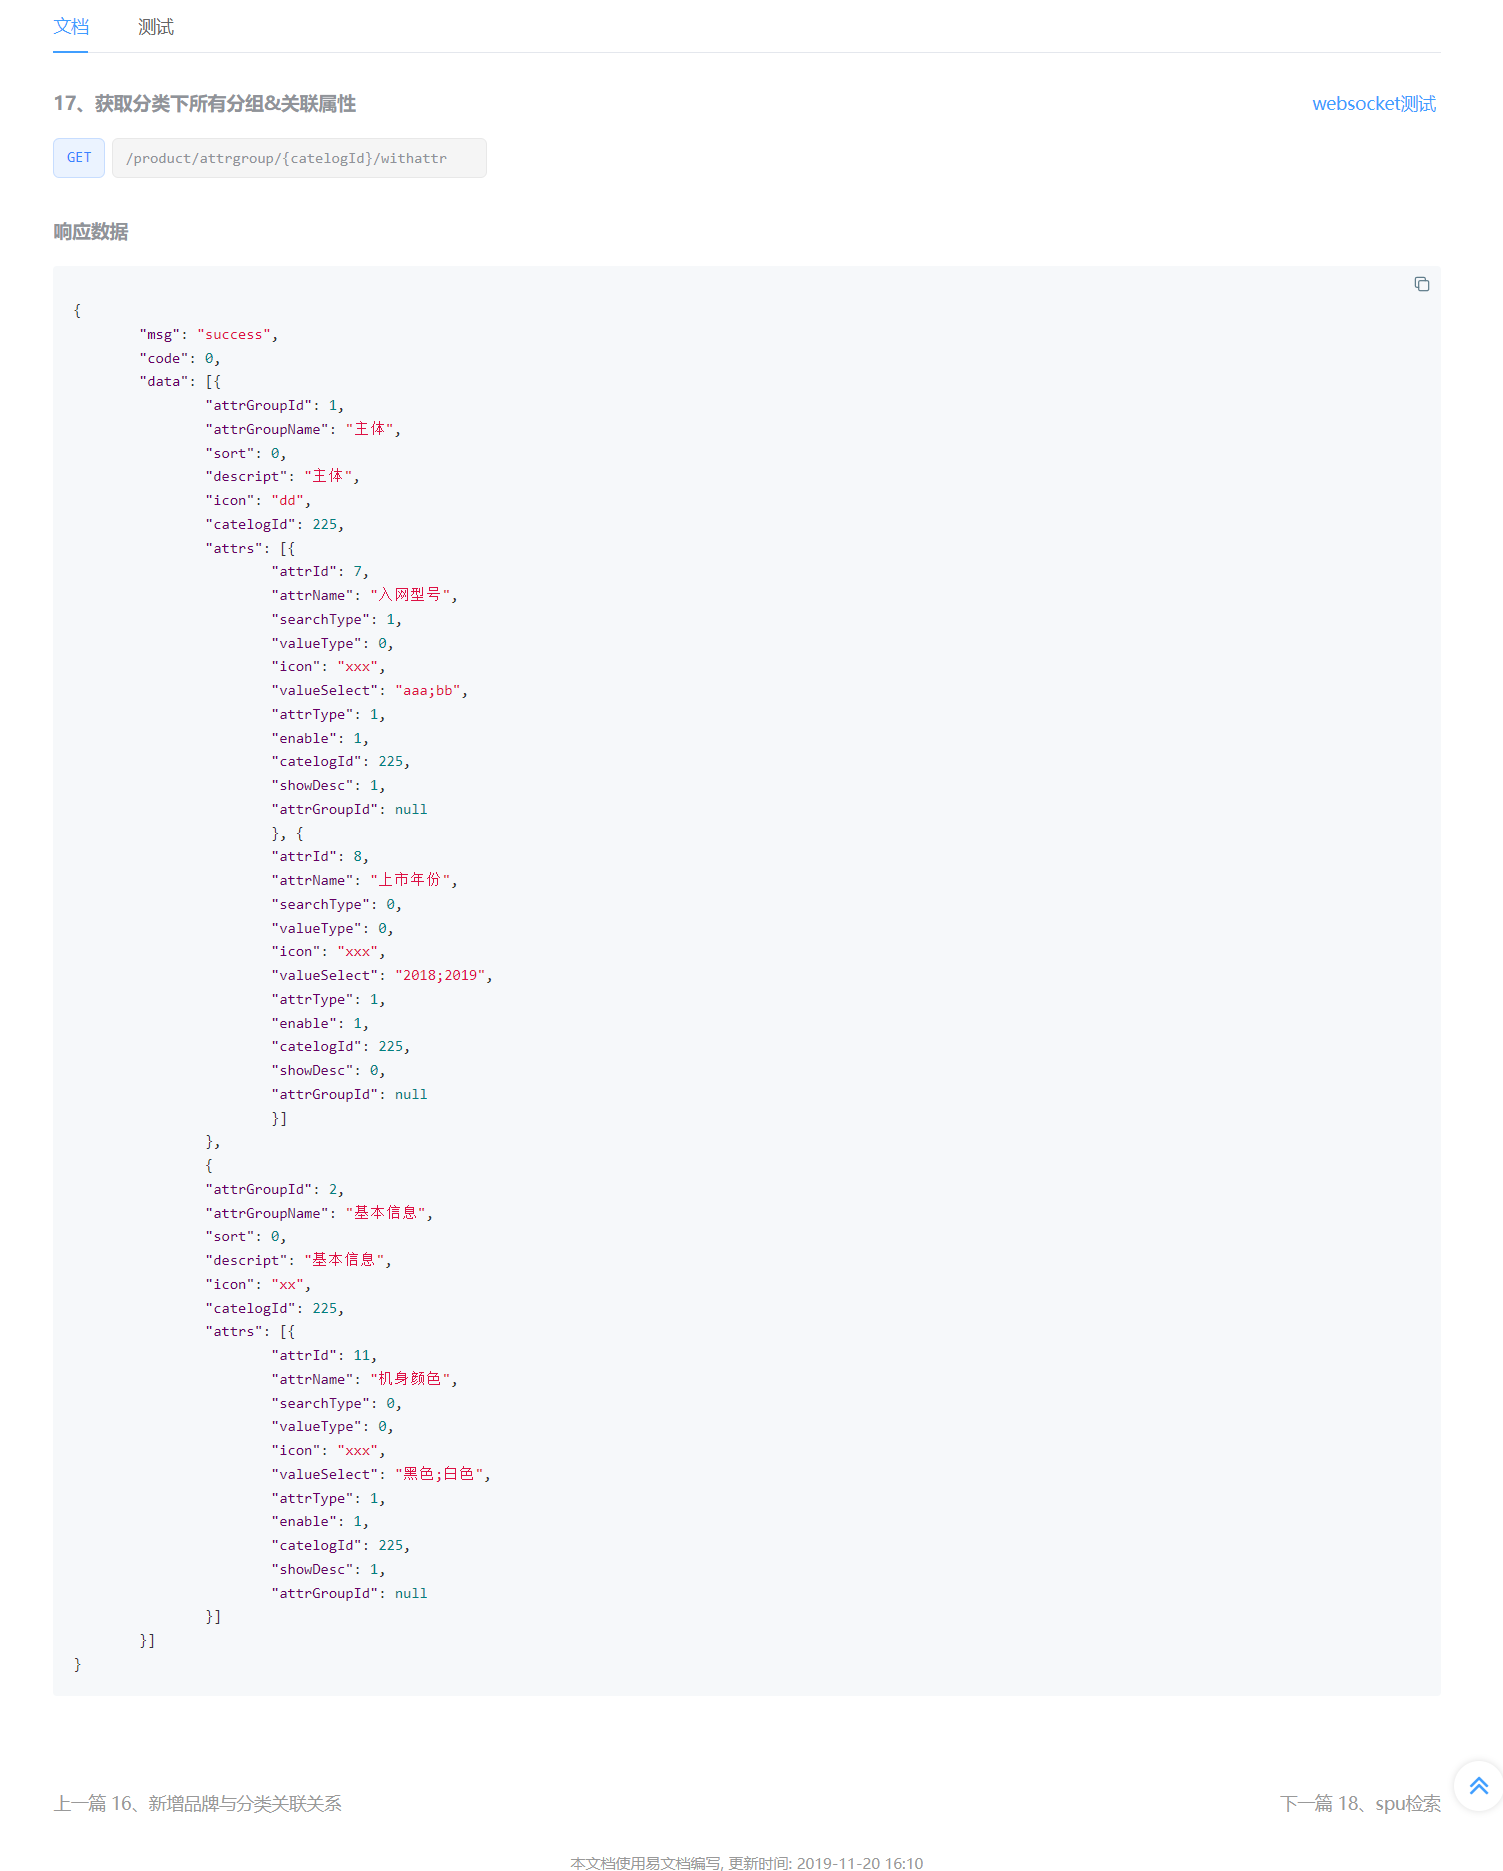 文档 测试
17、获取分类下所有分组&关联属性 websocket测试
GET /product/attrgroup/{catelogId}/withattr
响应数据
{
"msg": "success",
"code": 0,
"data": [{
"attrGroupId": 1,
"attrGroupName": "主体",
"sort": 0,
"descript": "主体",
"icon": "dd",
"catelogId": 225,
"attrs": [{
"attrId": 7,
"attrName": "入网型号",
"searchType": 1,
"valueType": 0,
"icon": "xxx",
"valueSelect": "aaa;bb",
"attrType": 1,
"enable": 1,
"catelogId": 225,
"showDesc": 1,
"attrGroupId": null
}, {
"attrId": 8,
"attrName": "上市年份",
"searchType": 0,
"valueType": 0,
"icon": "xxx",
"valueSelect": "2018;2019",
"attrType": 1,
"enable": 1,
"catelogId": 225,
"showDesc": 0,
"attrGroupId": null
}]
},
{
"attrGroupId": 2,
"attrGroupName": "基本信息",
"sort": 0,
"descript": "基本信息",
"icon": "xx",
"catelogId": 225,
"attrs": [{
"attrId": 11,
"attrName": "机身颜色",
"searchType": 0,
"valueType": 0,
"icon": "xxx",
"valueSelect": "黑色;白色",
"attrType": 1,
"enable": 1,
"catelogId": 225,
"showDesc": 1,
"attrGroupId": null
}]
}]
}
上一篇 16、新增品牌与分类关联关系 下一篇 18、spu检索
本文档使用易文档编写, 更新时间: 2019-11-20 16:10